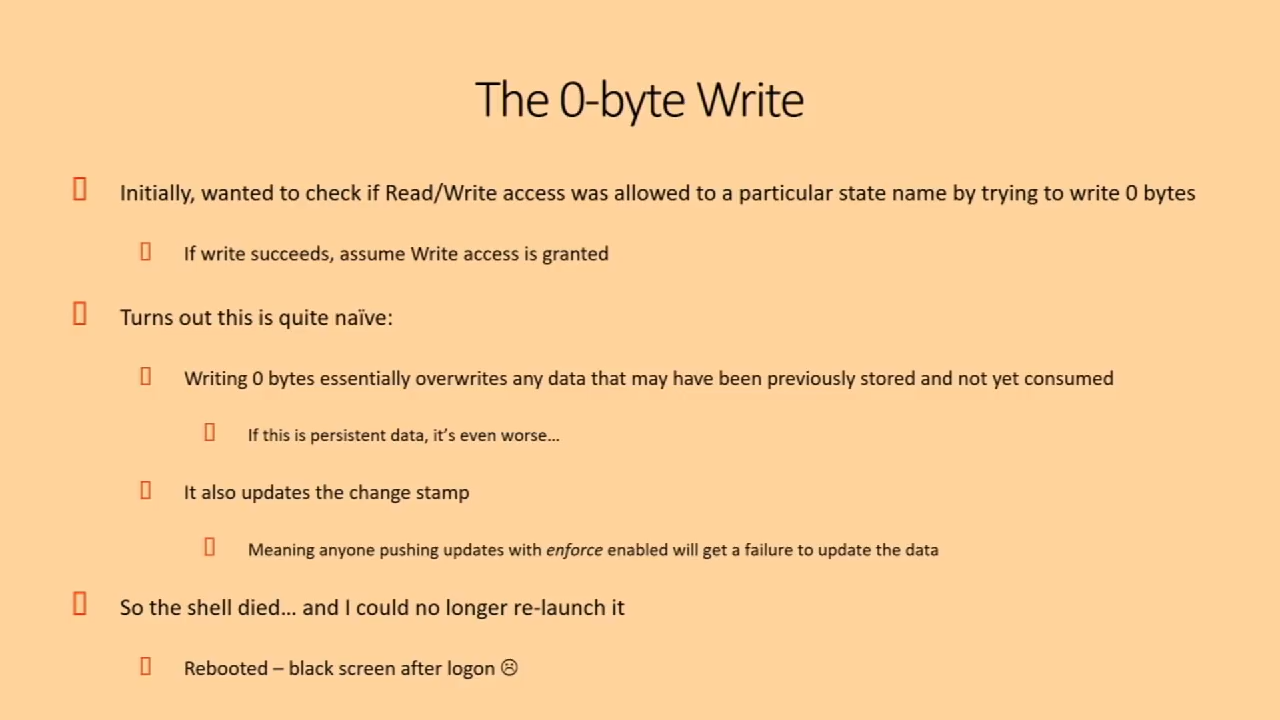 The 0-byte Write
Initially, wanted to check if Read/Write access was allowed to a particular state name by trying to write 0 bytes
If write succeeds, assume Write access is granted
Turns out this is quite naïve:
Writing 0 bytes essentially overwrites any data that may have been previously stored and not yet consumed
If this is persistent data, it's even worse…
It also updates the change stamp
Meaning anyone pushing updates with enforce enabled will get a failure to update the data
So the shell died… and I could no longer re-launch it
Rebooted – black screen after logon ☹